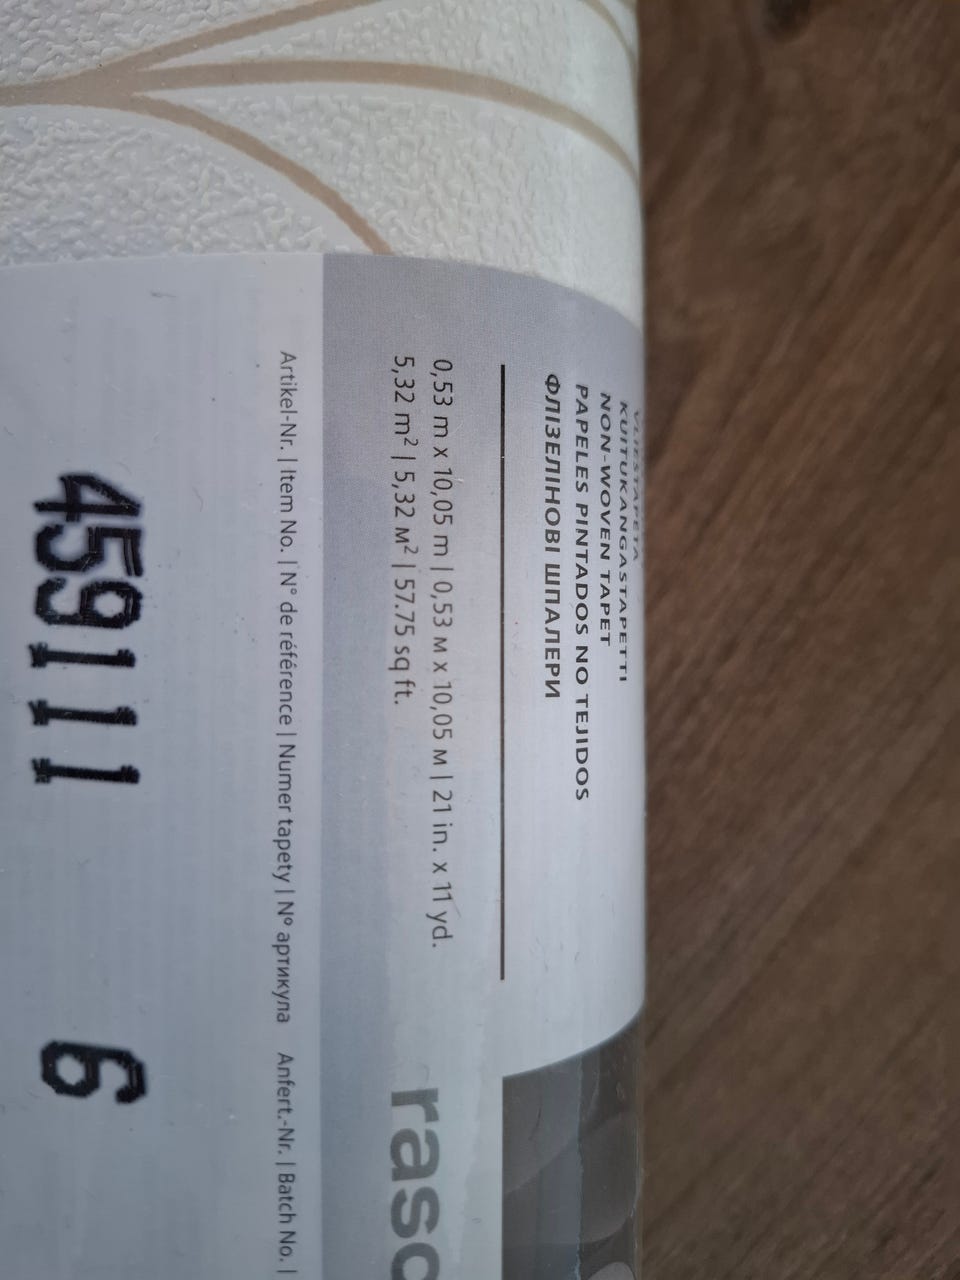 VLIESTAPETA
KUITUKANGASTAPETTI
NON-WOVEN TAPET
PAPELES PINTADOS NO TEJIDOS
ФЛІЗЕЛІНОВІ ШПАЛЕРИ
0,53 m x 10,05 m | 0,53 м x 10,05 м | 21 in. x 11 yd.
5,32 m² | 5,32 м² | 57.75 sq ft.
rasc
Artikel-Nr. | Item No. | N° de référence | Numer tapety | Nº артикула Anfert.-Nr. | Batch No. |
459111 6